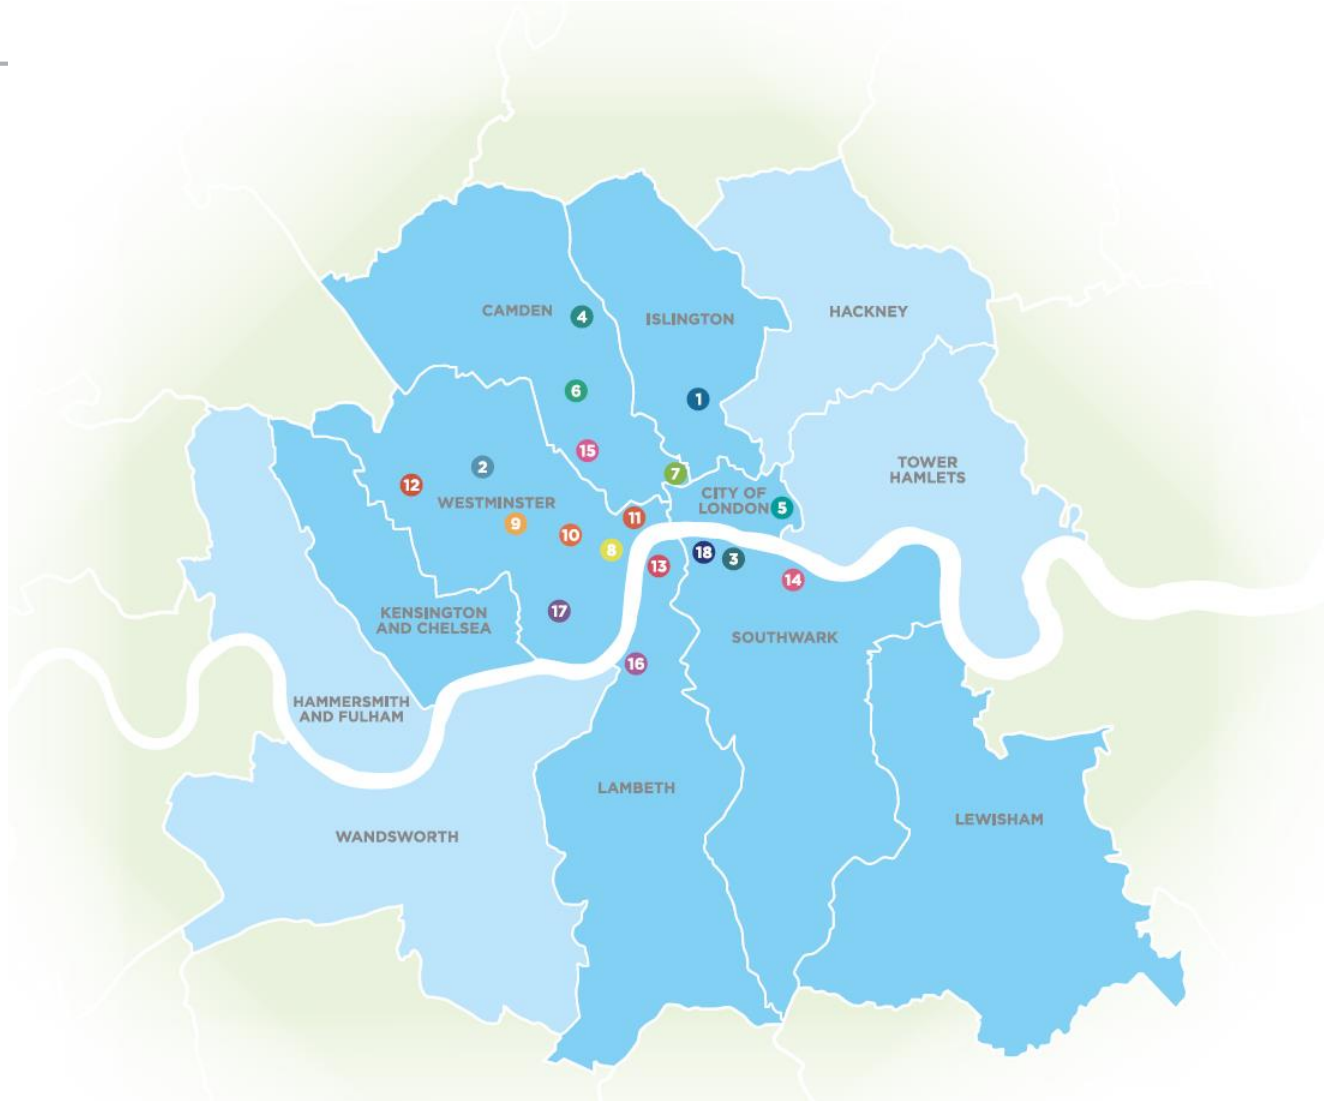 CAMDEN
4
ISLINGTON
HACKNEY
6
1
15
2
7
TOWER
HAMLETS
12
WESTMINSTER
CITY OF
LONDON
5
9
11
10
8
18
3
13
14
17
KENSINGTON
AND CHELSEA
SOUTHWARK
16
HAMMERSMITH
AND FULHAM
LAMBETH
LEWISHAM
WANDSWORTH